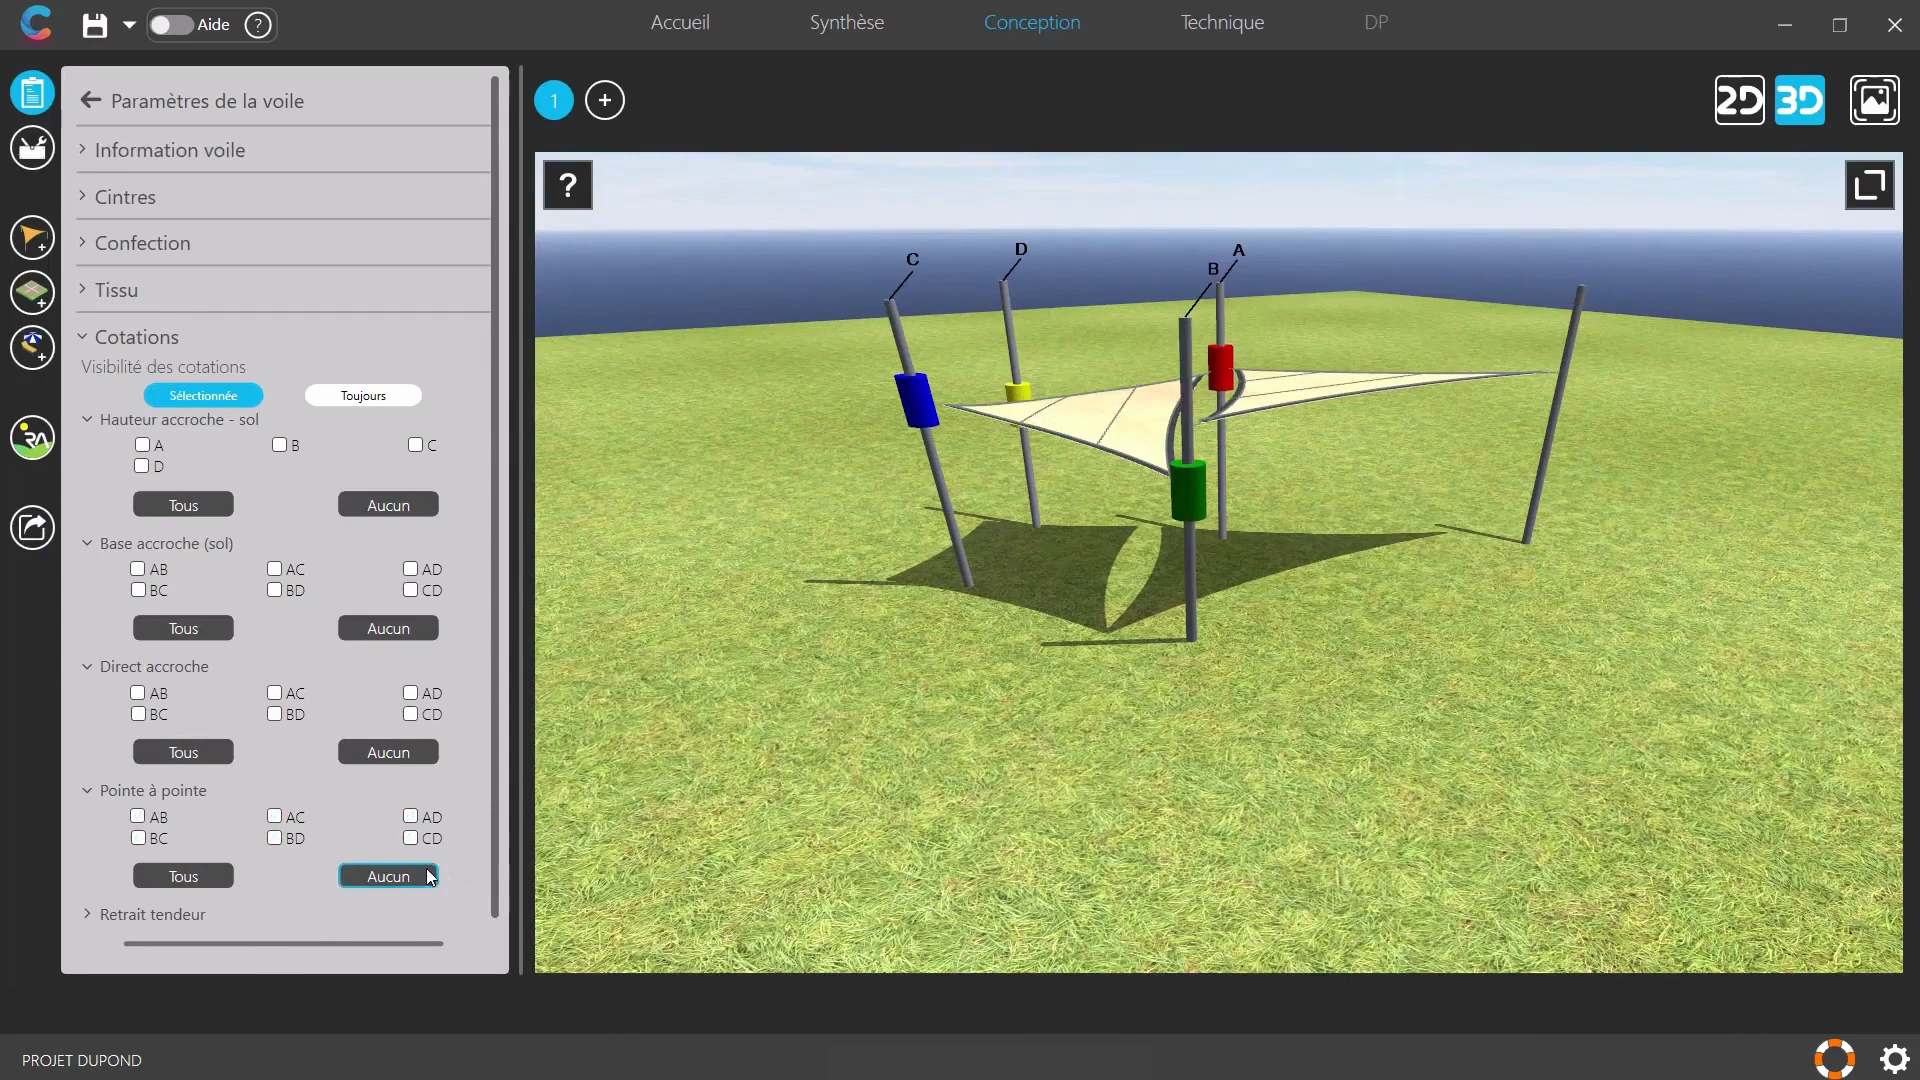 Aide ?
Accueil Synthèse Conception Technique DP
Paramètres de la voile
1 +
2D 3D
Information voile
?
Cintres
Confection
Tissu
Cotations
Visibilité des cotations
Sélectionnée Toujours
Hauteur accroche - sol
A B C
D
Tous Aucun
Base accroche (sol)
AB AC AD
BC BD CD
Tous Aucun
Direct accroche
AB AC AD
BC BD CD
Tous Aucun
Pointe à pointe
AB AC AD
BC BD CD
Tous Aucun
Retrait tendeur
C D B A
RA
PROJET DUPOND